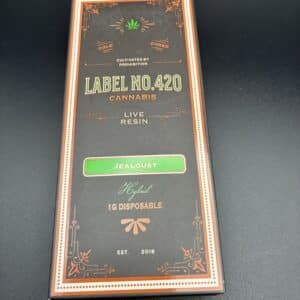 CULTIVATED BY
PROHIBITION
LABEL NO.420
CANNABIS
LIVE
RESIN
JEALOUSY
Hybrid
1G DISPOSABLE
EST. 2018